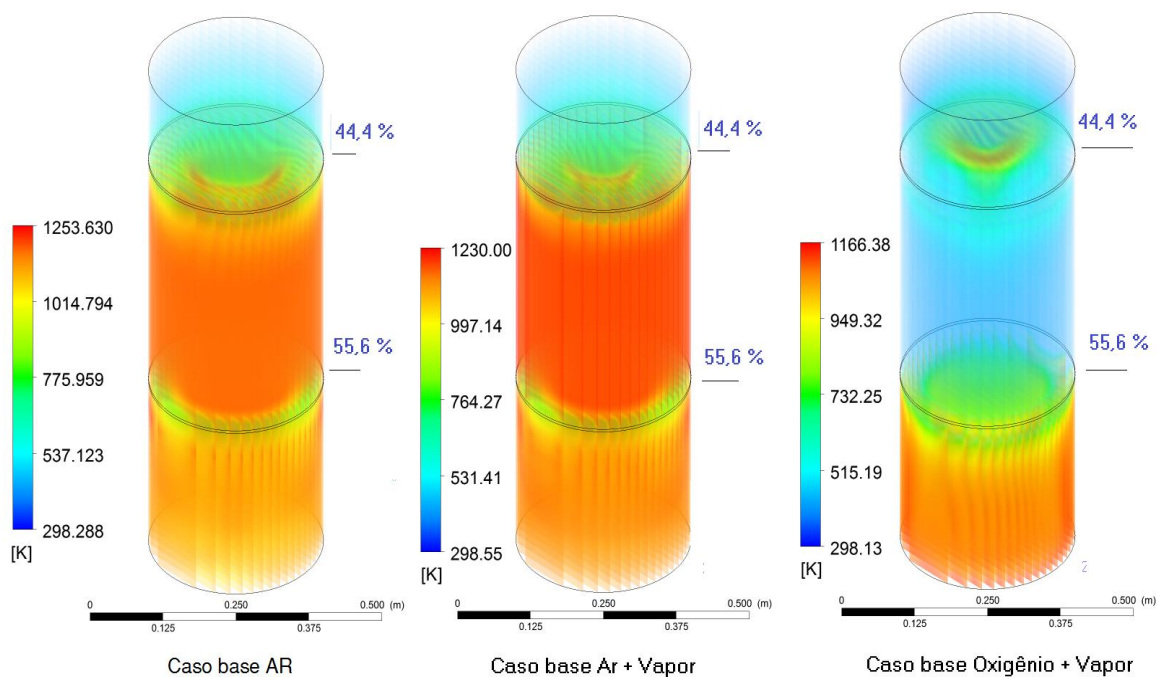 44,4 %
55,6 %
1253.630
1014.794
775.959
537.123
298.288
[K]
0 0.250 0.500 (m)
0.125 0.375
Caso base AR
44,4 %
55,6 %
1230.00
997.14
764.27
531.41
298.55
[K]
0 0.250 0.500 (m)
0.125 0.375
Caso base Ar + Vapor
44,4 %
55,6 %
1166.38
949.32
732.25
515.19
298.13
[K]
2
0 0.250 0.500 (m)
0.125 0.375
Caso base Oxigênio + Vapor